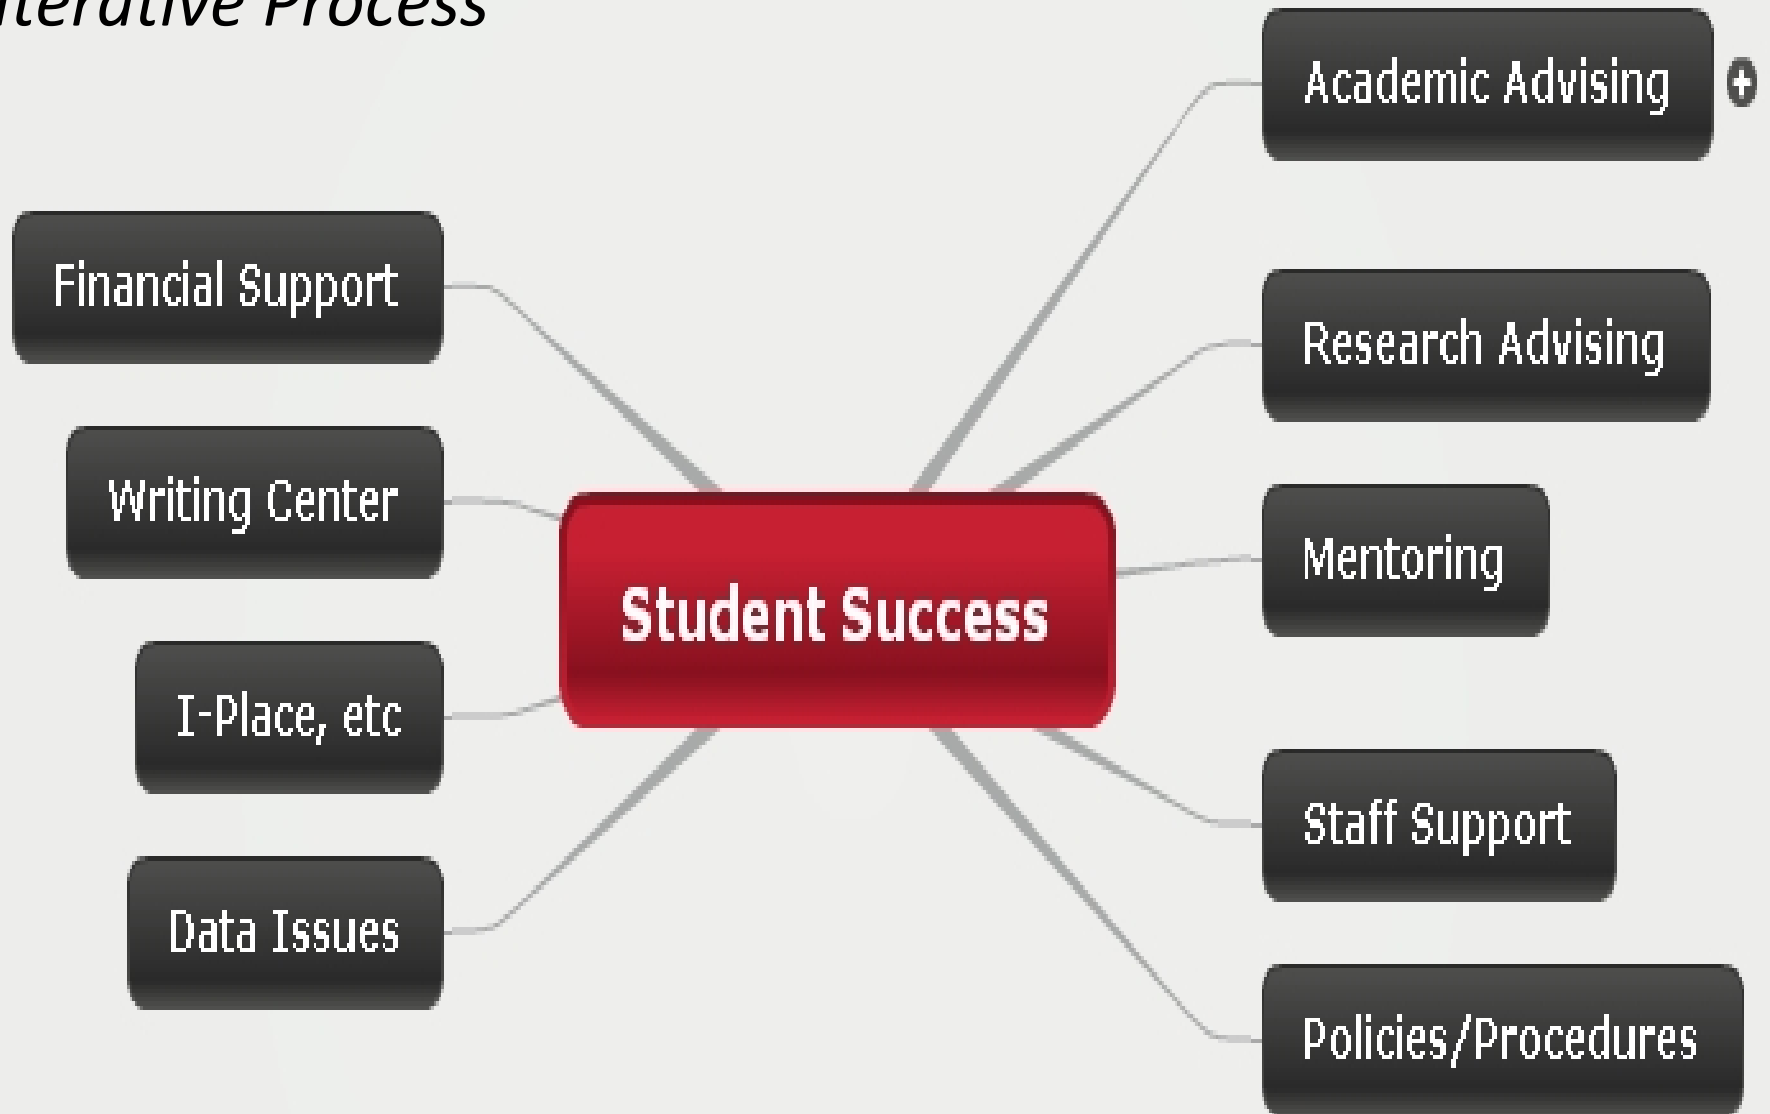 terative Process
Academic Advising
Financial Support
Research Advising
Writing Center
Mentoring
Student Success
I-Place, etc
Staff Support
Data Issues
Policies/Procedures